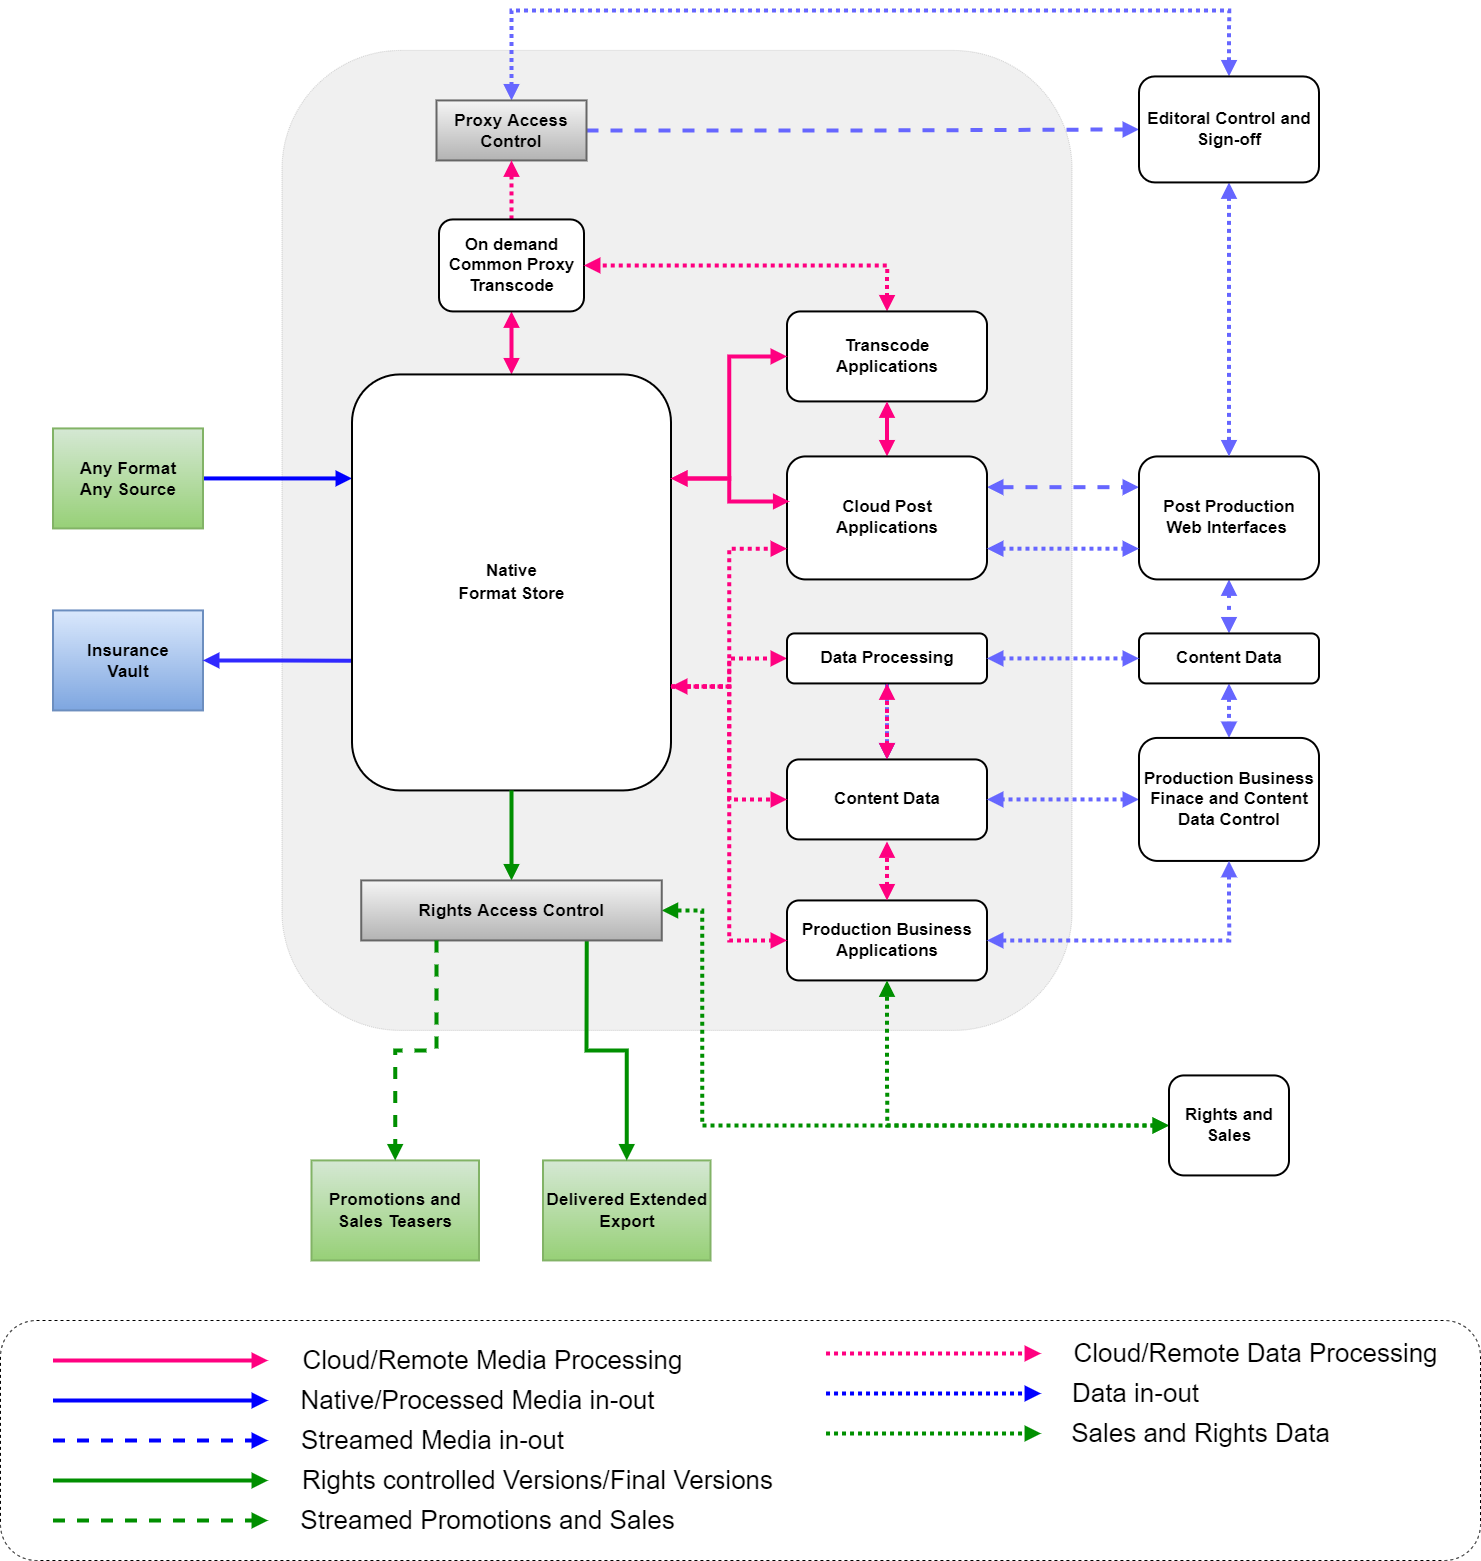 Proxy Access
Control
Editoral Control and
Sign-off
On demand
Common Proxy
Transcode
Transcode
Applications
Any Format
Any Source
Cloud Post
Applications
Post Production
Web Interfaces
Native
Format Store
Insurance
Vault
Data Processing
Content Data
Content Data
Production Business
Finace and Content
Data Control
Rights Access Control
Production Business
Applications
Rights and
Sales
Promotions and
Sales Teasers
Delivered Extended
Export
Cloud/Remote Media Processing
Native/Processed Media in-out
Streamed Media in-out
Rights controlled Versions/Final Versions
Streamed Promotions and Sales
Cloud/Remote Data Processing
Data in-out
Sales and Rights Data